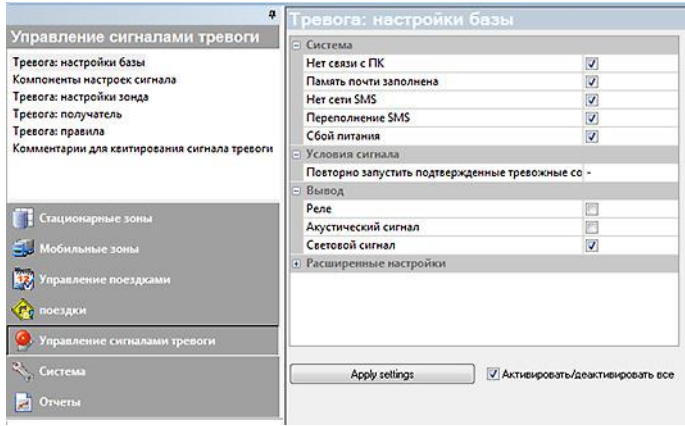 Управление сигналами тревоги
Тревога: настройки базы
Компоненты настроек сигнала
Тревога: настройки зонда
Тревога: получатель
Тревога: правила
Комментарии для квитирования сигнала тревоги
Стационарные зоны
Мобильные зоны
Управление поездками
поездки
Управление сигналами тревоги
Система
Отчеты
Тревога: настройки базы
Система
Нет связи с ПК
Память почти заполнена
Нет сети SMS
Переполнение SMS
Сбой питания
Условия сигнала
Повторно запустить подтвержденные тревожные со -
Вывод
Реле
Акустический сигнал
Световой сигнал
Расширенные настройки
Apply settings
Активировать/деактивировать все